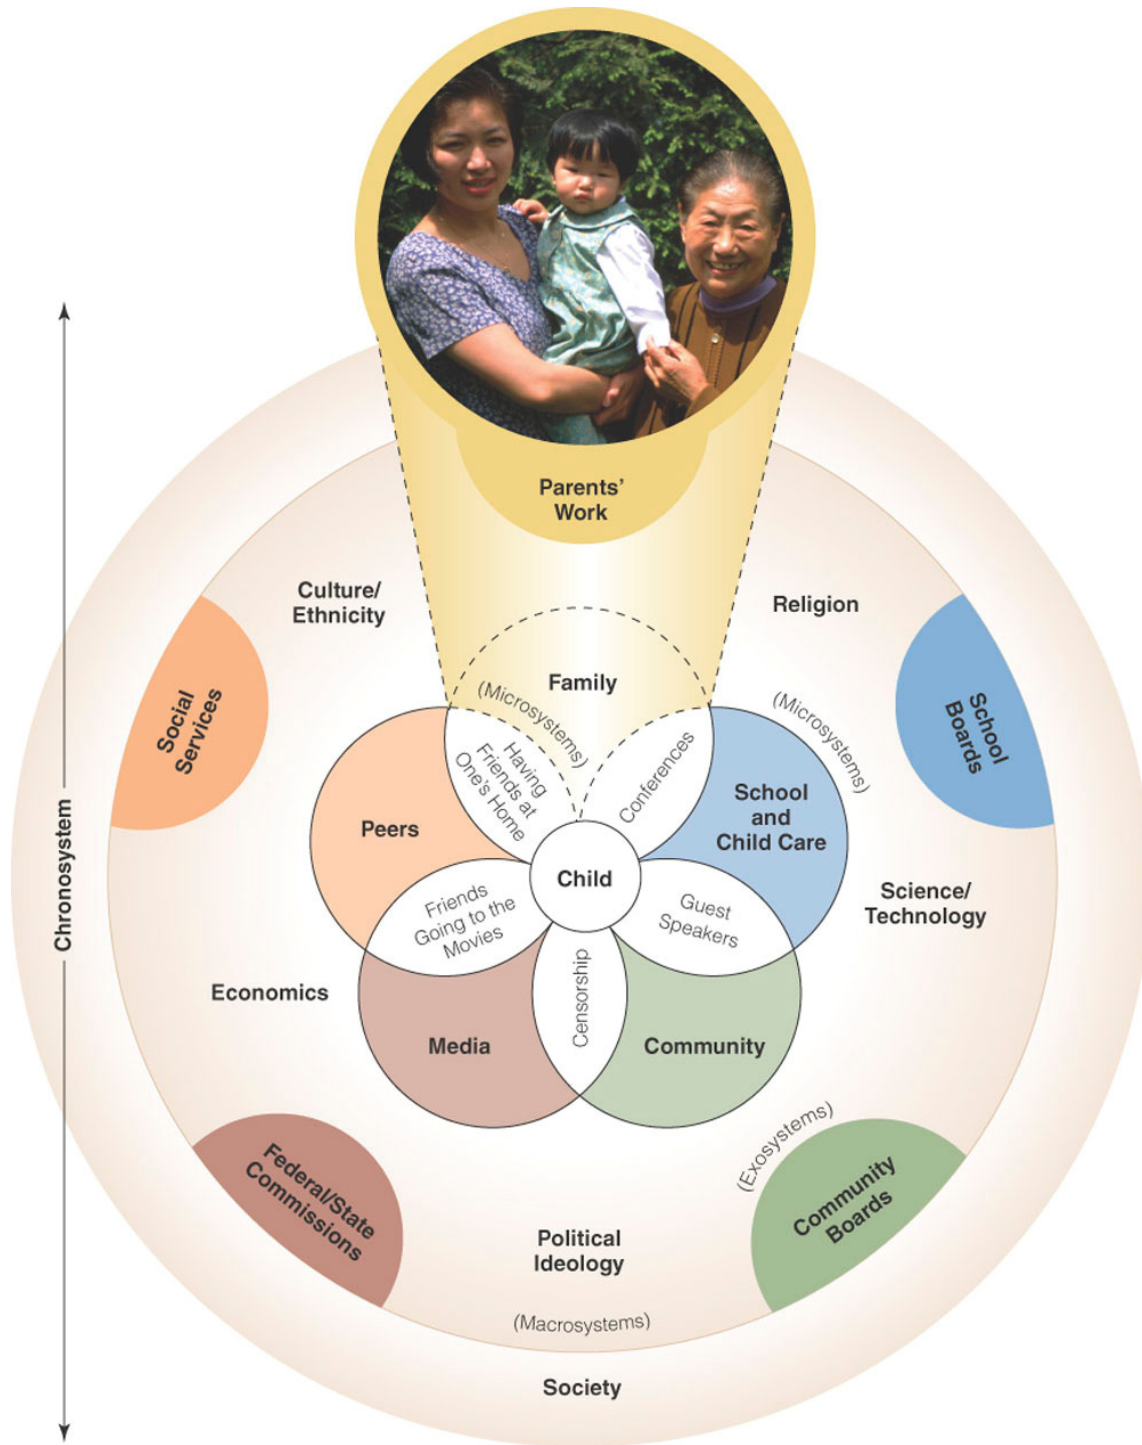 Parents'
Work
Culture/
Ethnicity
Religion
Family
(Microsystems)
(Microsystems)
Social
Services
School
Boards
Having
Friends at
One's Home
Conferences
Peers
School
and
Child Care
Child
Friends
Going to the
Movies
Guest
Speakers
Science/
Technology
Chronosystem
Economics
Censorship
Media
Community
(Exosystems)
Federal/State
Commissions
Community
Boards
Political
Ideology
(Macrosystems)
Society